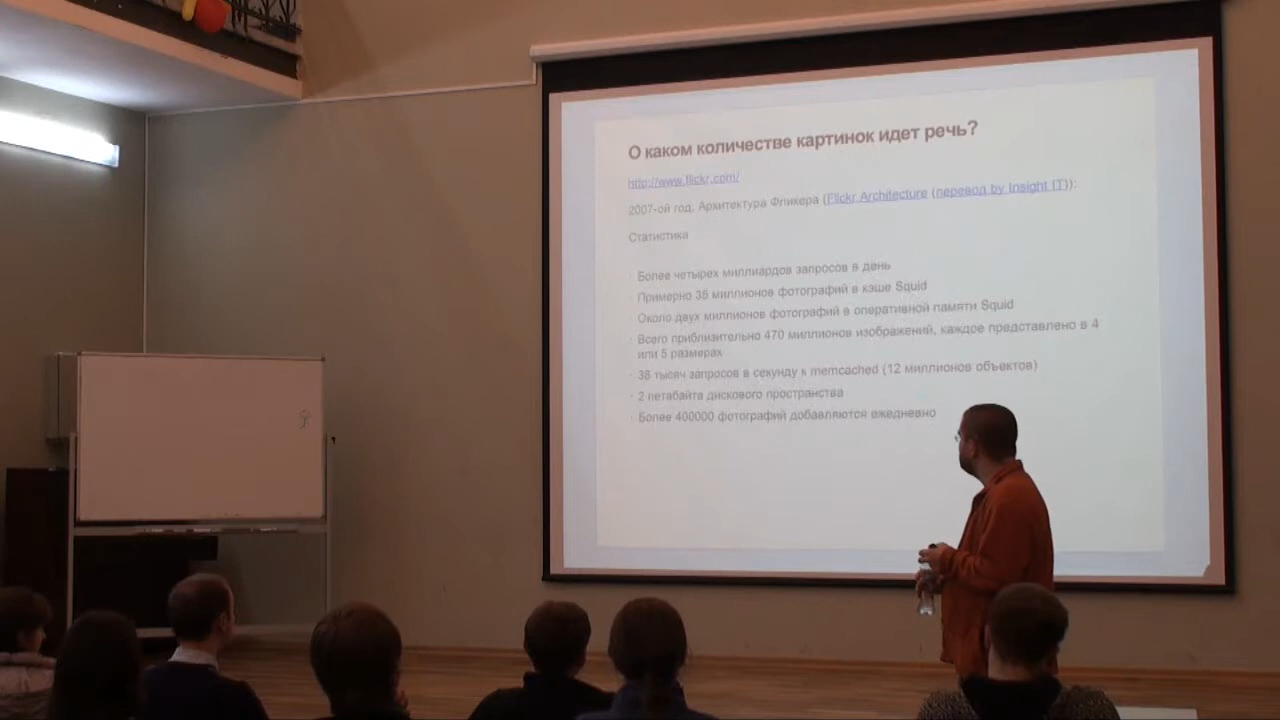 О каком количестве картинок идет речь?
http://www.flickr.com/
2007-ой год. Архитектура Фликера (Flickr Architecture (перевод by Insight IT)):
Статистика
· Более четырех миллиардов запросов в день
· Примерно 35 миллионов фотографий в кэше Squid
· Около двух миллионов фотографий в оперативной памяти Squid
· Всего приблизительно 470 миллионов изображений, каждое представлено в 4
или 5 размерах
· 38 тысяч запросов в секунду к memcached (12 миллионов объектов)
· 2 петабайта дискового пространства
· Более 400000 фотографий добавляются ежедневно